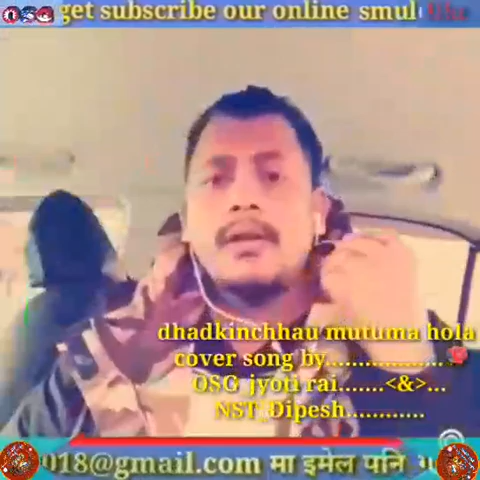 get subscribe our online smul
dhadkinchhau mutuma hola
cover song by..................
OSG jyoti rai.......<&>...
NST_Dipesh............
018@gmail.com मा इमेल पनि